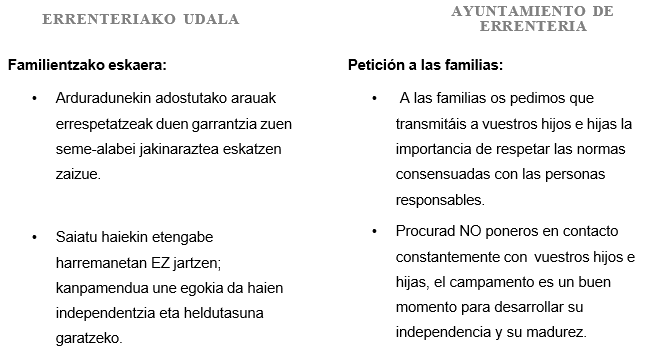 ERRENTERIAKO UDALA
Familientzako eskaera:
• Arduradunekin adostutako arauak
errespetatzeak duen garrantzia zuen
seme-alabei jakinaraztea eskatzen
zaizue.
• Saiatu haiekin etengabe
harremanetan EZ jartzen;
kanpamendua une egokia da haien
independentzia eta heldutasuna
garatzeko.
AYUNTAMIENTO DE
ERRENTERIA
Petición a las familias:
• A las familias os pedimos que
transmitáis a vuestros hijos e hijas la
importancia de respetar las normas
consensuadas con las personas
responsables.
• Procurad NO poneros en contacto
constantemente con vuestros hijos e
hijas, el campamento es un buen
momento para desarrollar su
independencia y su madurez.